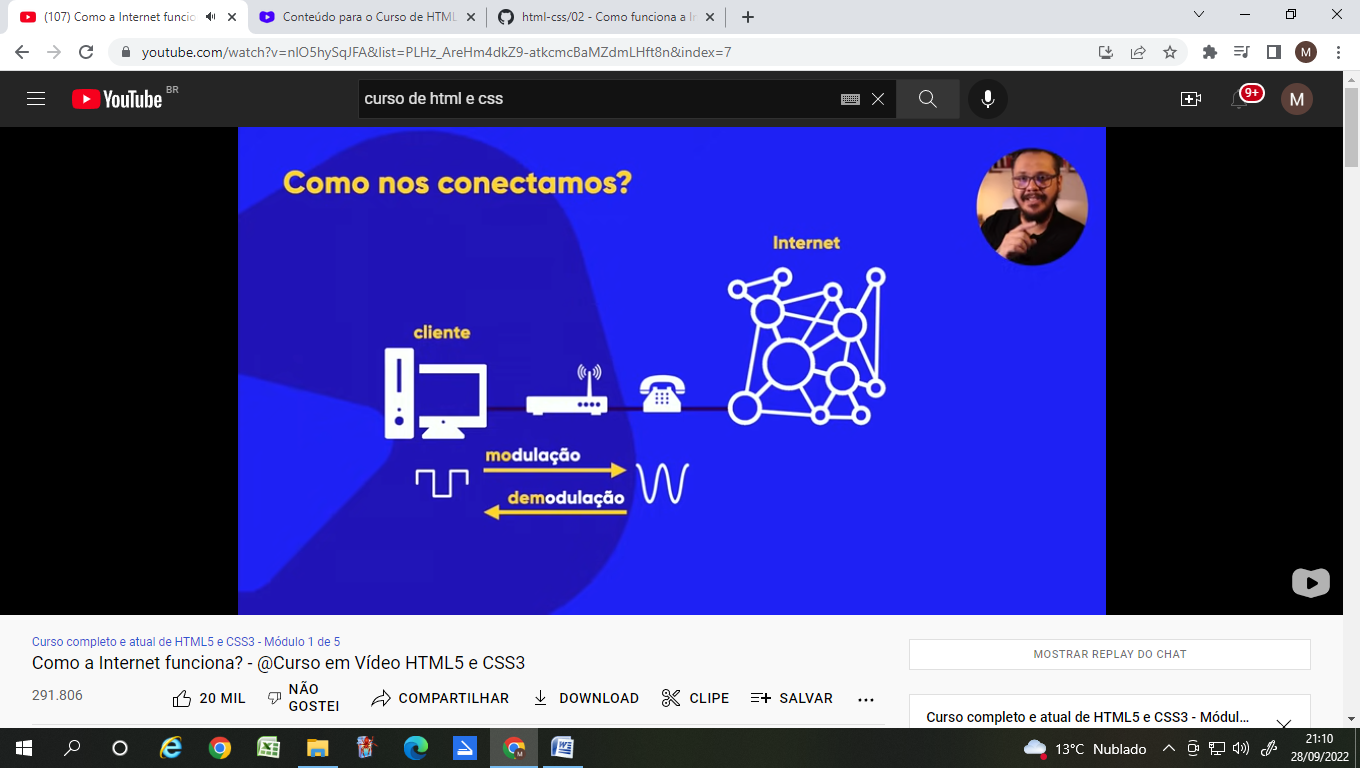 (107) Como a Internet funcio
Conteúdo para o Curso de HTML
html-css/02 - Como funciona a In
youtube.com/watch?v=nlO5hySqJFA&list=PLHz_AreHm4dkZ9-atkcmcBaMZdmLHft8n&index=7
M
YouTube BR
curso de html e css
9+
M
Como nos conectamos?
Internet
cliente
modulação
demodulação
Curso completo e atual de HTML5 e CSS3 - Módulo 1 de 5
Como a Internet funciona? - @Curso em Vídeo HTML5 e CSS3
291.806
20 MIL
NÃO
GOSTEI
COMPARTILHAR
DOWNLOAD
CLIPE
SALVAR
MOSTRAR REPLAY DO CHAT
Curso completo e atual de HTML5 e CSS3 - Módul...
13°C Nublado
21:10
28/09/2022